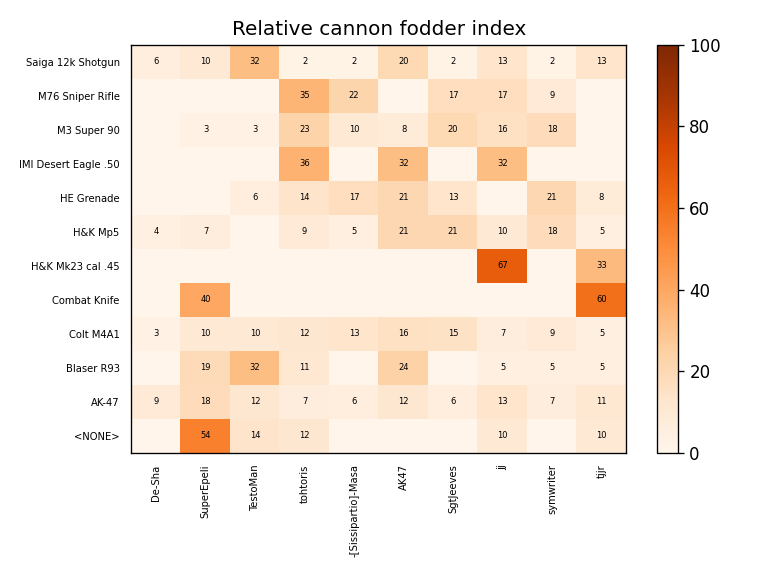 Relative cannon fodder index
Saiga 12k Shotgun 6 10 32 2 2 20 2 13 2 13
M76 Sniper Rifle 35 22 17 17 9
M3 Super 90 3 3 23 10 8 20 16 18
IMI Desert Eagle .50 36 32 32
HE Grenade 6 14 17 21 13 21 8
H&K Mp5 4 7 9 5 21 21 10 18 5
H&K Mk23 cal .45 67 33
Combat Knife 40 60
Colt M4A1 3 10 10 12 13 16 15 7 9 5
Blaser R93 19 32 11 24 5 5 5
AK-47 9 18 12 7 6 12 6 13 7 11
<NONE> 54 14 12 10 10
De-Sha
SuperEpeli
TestoMan
tohtoris
-[Sissipartio]-Masa
AK47
SgtJeeves
jj
symwriter
tjjr
100
80
60
40
20
0